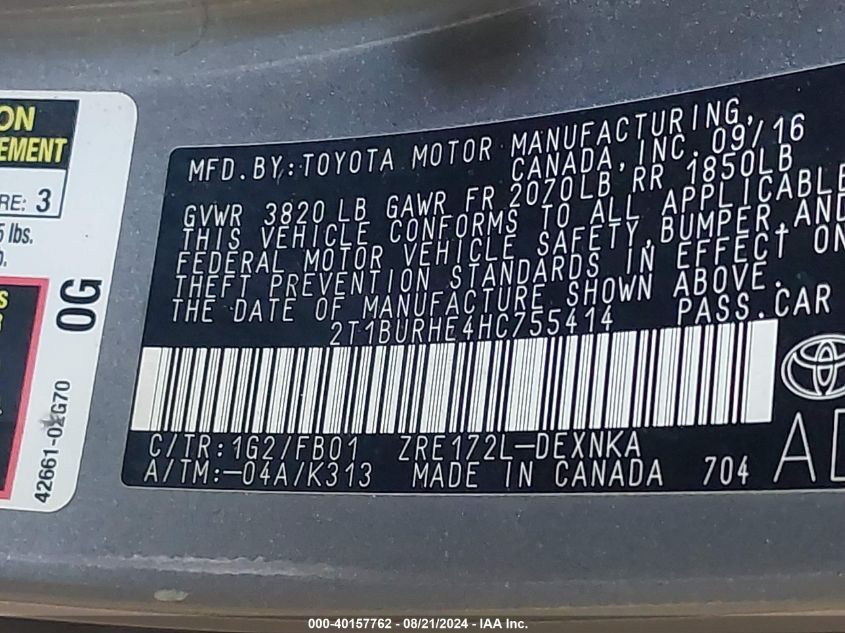 ON
EMENT
RE: 3
5 lbs.
0G
42661-02G70
MFD.BY:TOYOTA MOTOR MANUFACTURING,
CANADA,INC.09/16
GVWR 3820 LB GAWR FR 2070LB RR 1850LB
THIS VEHICLE CONFORMS TO ALL APPLICABLE
FEDERAL MOTOR VEHICLE SAFETY,BUMPER,AND
THEFT PREVENTION STANDARDS IN EFFECT ON
THE DATE OF MANUFACTURE SHOWN ABOVE.
2T1BURHE4HC755414 PASS.CAR
C/TR:1G2/FB01 ZRE172L-DEXNKA
A/TM:-04A/K313 MADE IN CANADA 704
A
000-40157762 - 08/21/2024 - IAA Inc.